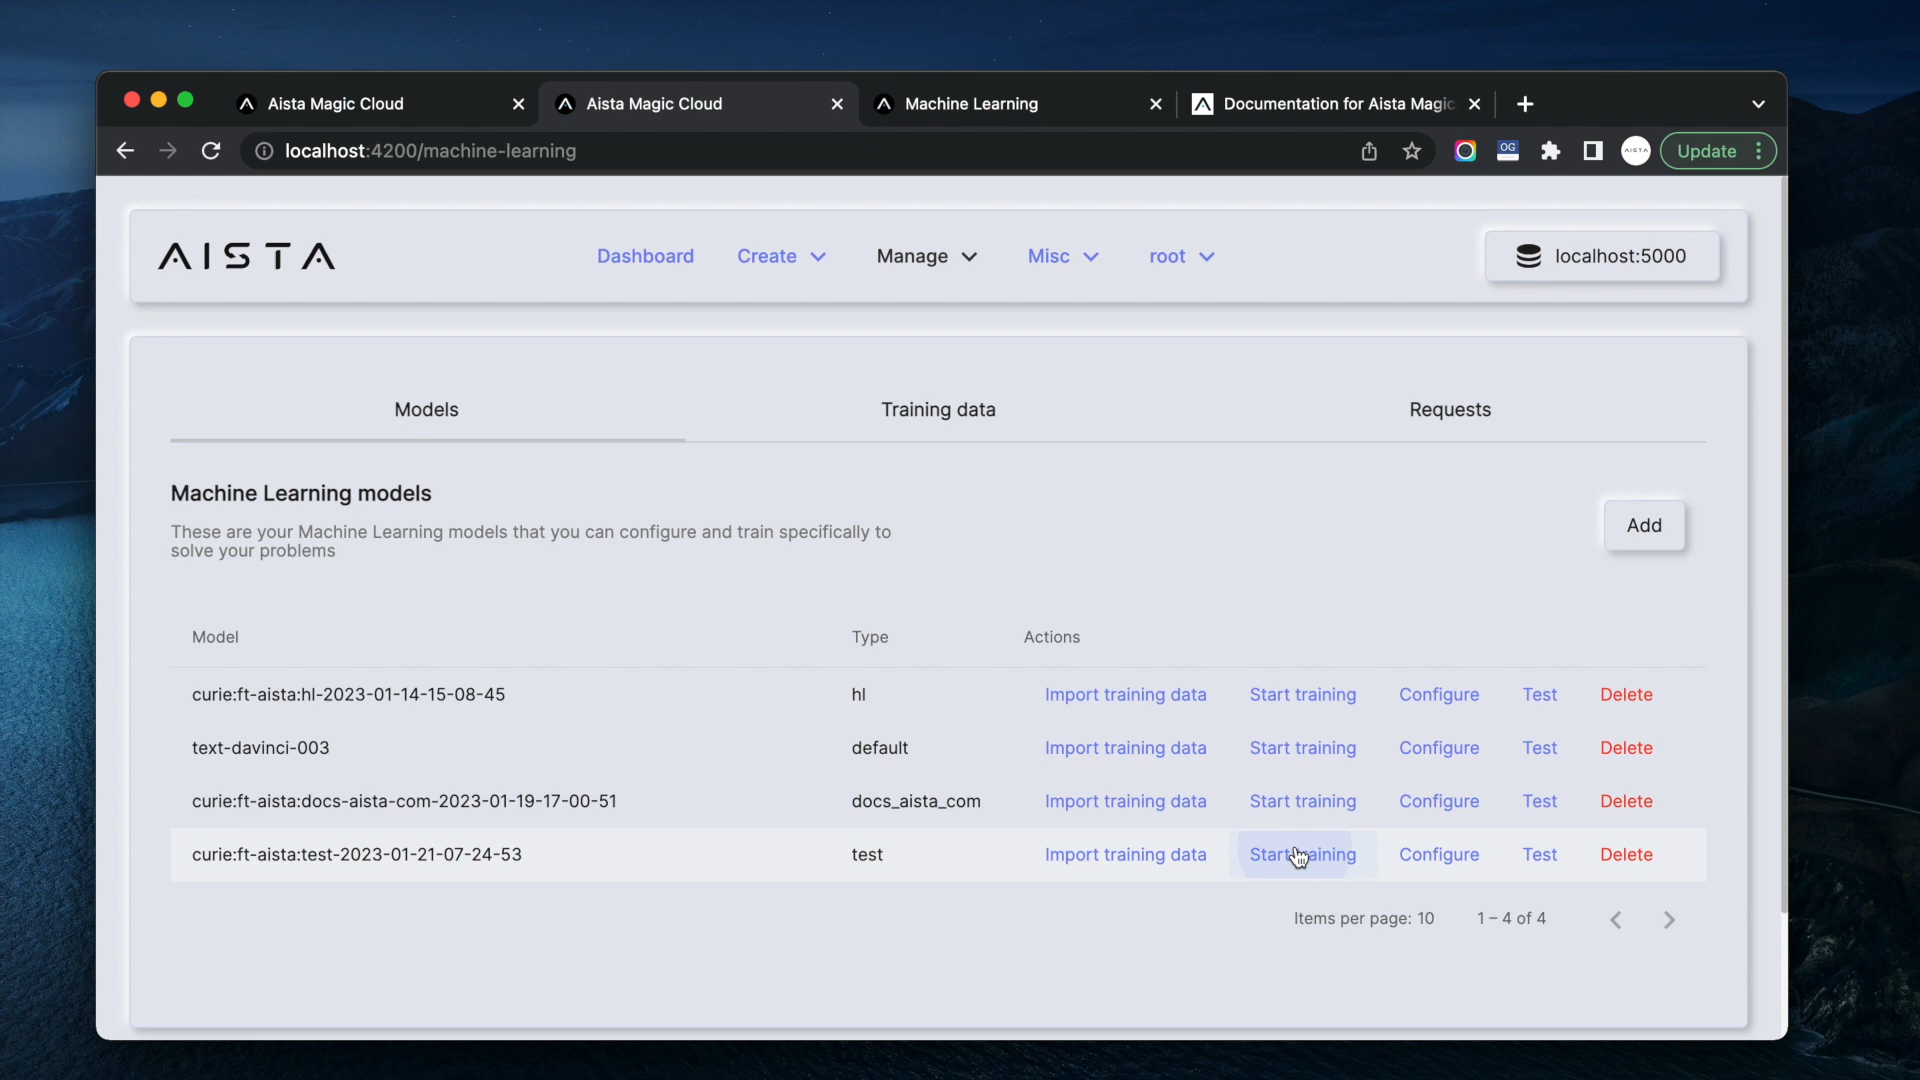 Aista Magic Cloud
Aista Magic Cloud
Machine Learning
Documentation for Aista Magic
localhost:4200/machine-learning
OG
AISTA
Update
AISTA
Dashboard
Create
Manage
Misc
root
localhost:5000
Models
Training data
Requests
Machine Learning models
These are your Machine Learning models that you can configure and train specifically to
solve your problems
Add
Model Type Actions
curie:ft-aista:hl-2023-01-14-15-08-45 hl Import training data Start training Configure Test Delete
text-davinci-003 default Import training data Start training Configure Test Delete
curie:ft-aista:docs-aista-com-2023-01-19-17-00-51 docs_aista_com Import training data Start training Configure Test Delete
curie:ft-aista:test-2023-01-21-07-24-53 test Import training data Start training Configure Test Delete
Items per page: 10 1 – 4 of 4